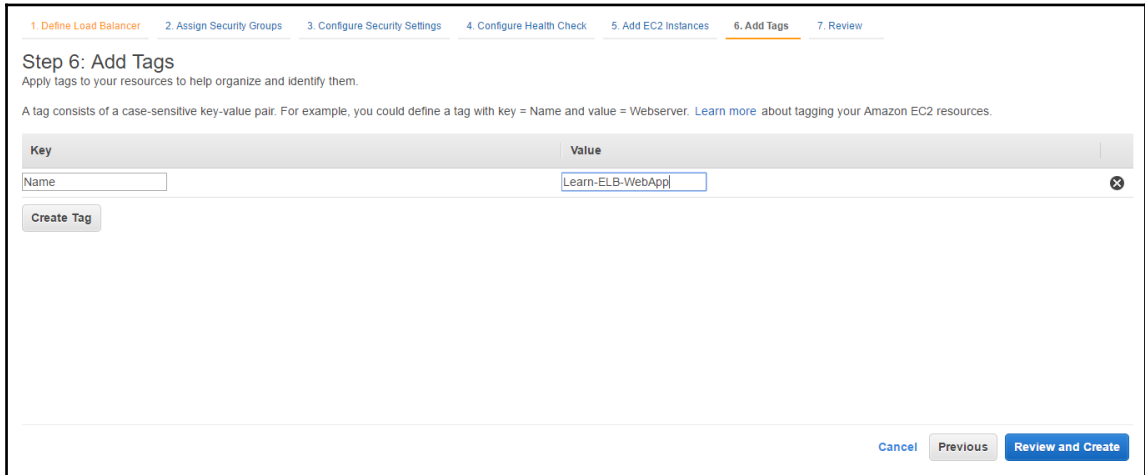 1. Define Load Balancer 2. Assign Security Groups 3. Configure Security Settings 4. Configure Health Check 5. Add EC2 Instances 6. Add Tags 7. Review
Step 6: Add Tags
Apply tags to your resources to help organize and identify them.
A tag consists of a case-sensitive key-value pair. For example, you could define a tag with key = Name and value = Webserver. Learn more about tagging your Amazon EC2 resources.
Key Value
Name Learn-ELB-WebApp
Create Tag
Cancel Previous Review and Create